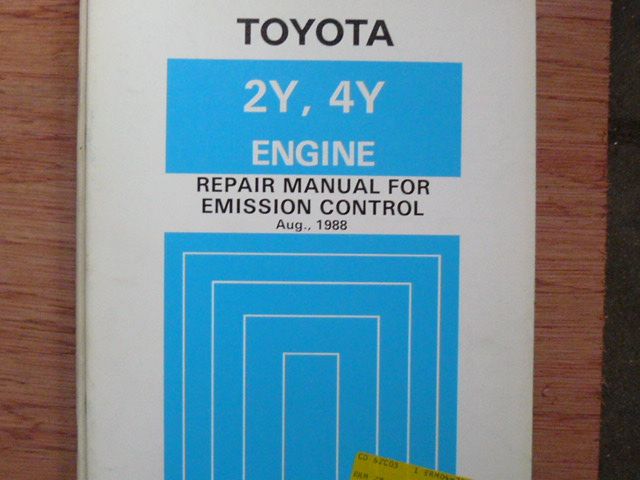 TOYOTA
2Y, 4Y
ENGINE
REPAIR MANUAL FOR
EMISSION CONTROL
Aug., 1988